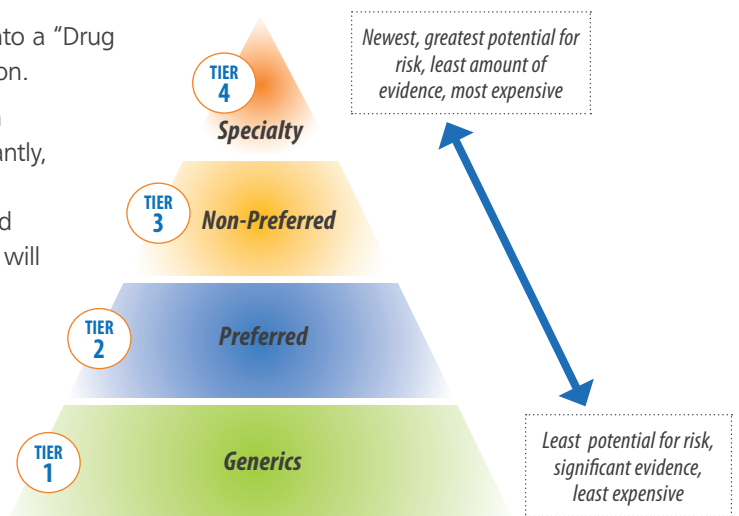 nto a “Drug
on.
antly,
d
will
TIER
4
Specialty
TIER
3
Non-Preferred
TIER
2
Preferred
TIER
1
Generics
Newest, greatest potential for
risk, least amount of
evidence, most expensive
Least potential for risk,
significant evidence,
least expensive